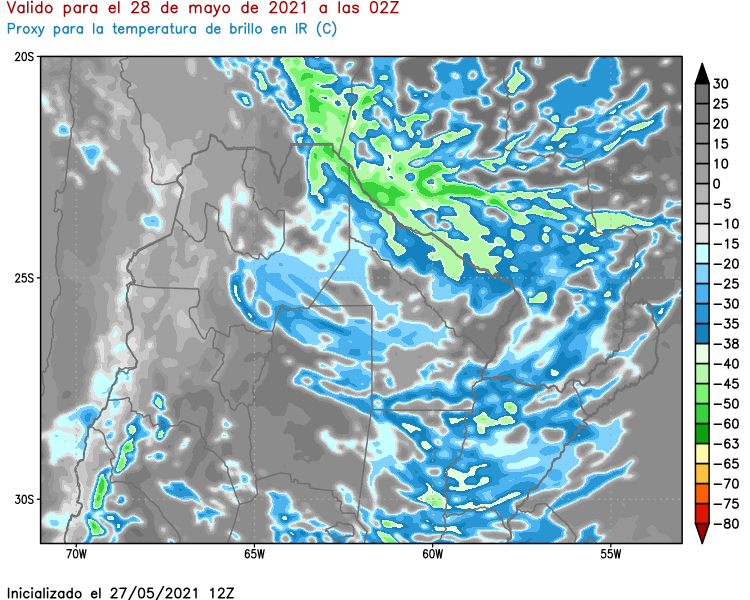 Valido para el 28 de mayo de 2021 a las 02Z
Proxy para la temperatura de brillo en IR (C)
20S
25S
30S
70W
65W
60W
55W
30
25
20
15
10
0
−5
−10
−15
−20
−25
−30
−35
−38
−40
−45
−50
−60
−63
−65
−70
−75
−80
Inicializado el 27/05/2021 12Z